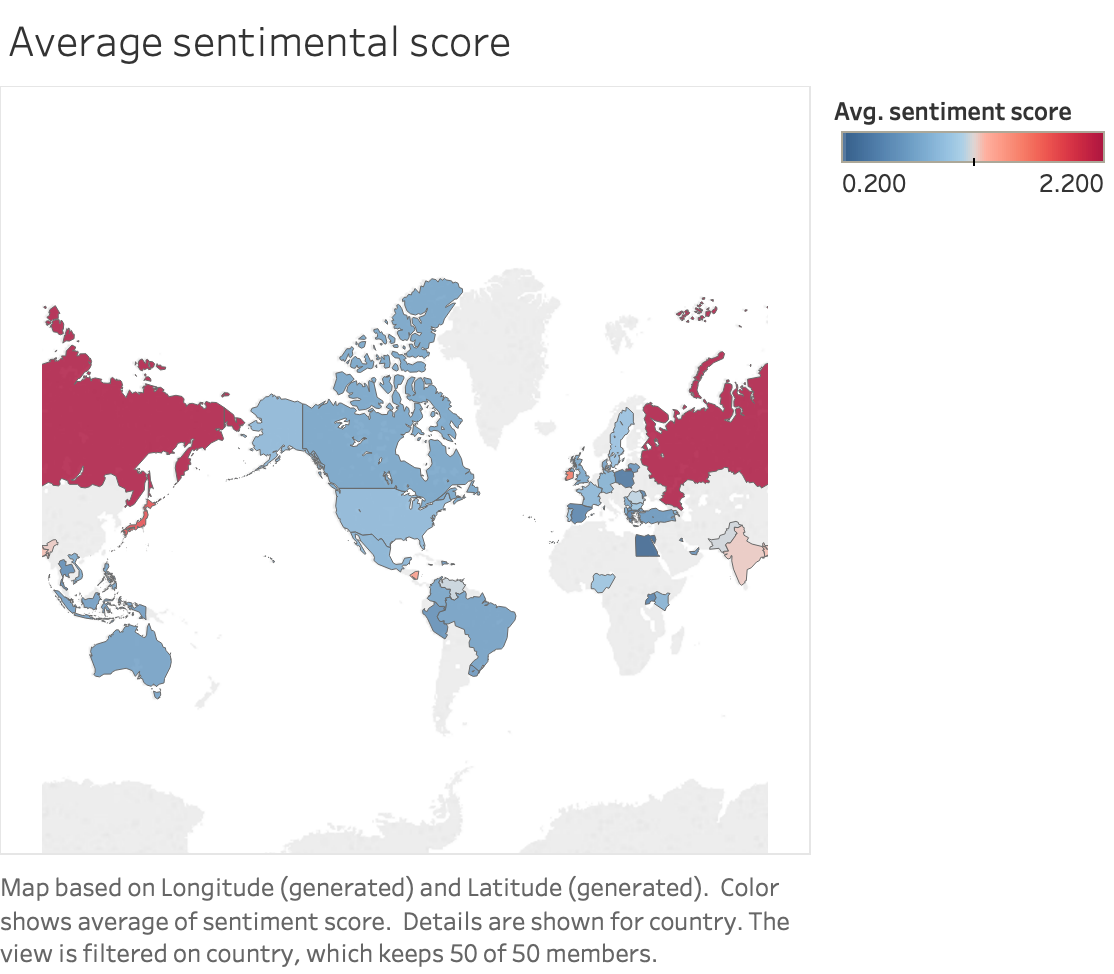 Average sentimental score
Avg. sentiment score
0.200
2.200
Map based on Longitude (generated) and Latitude (generated).  Color
shows average of sentiment score.  Details are shown for country. The
view is filtered on country, which keeps 50 of 50 members.